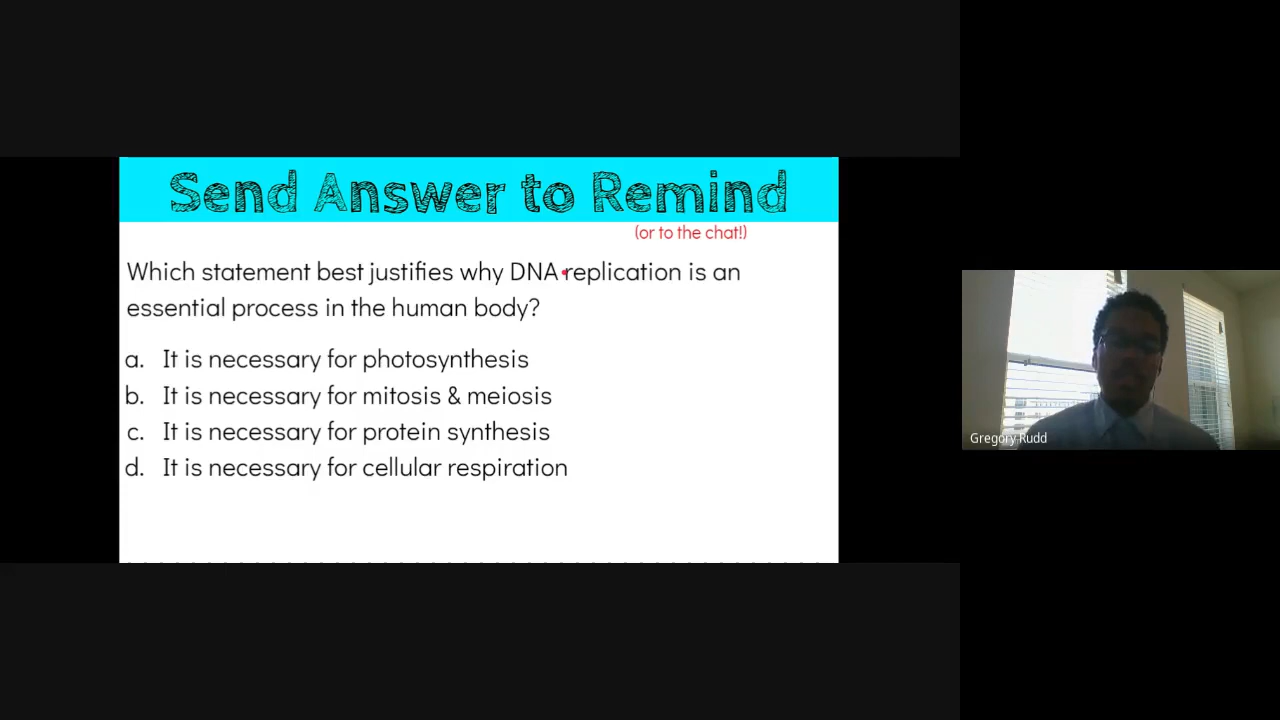 Send Answer to Remind
(or to the chat!)
Which statement best justifies why DNA replication is an
essential process in the human body?
a. It is necessary for photosynthesis
b. It is necessary for mitosis & meiosis
c. It is necessary for protein synthesis
d. It is necessary for cellular respiration
Gregory Rudd